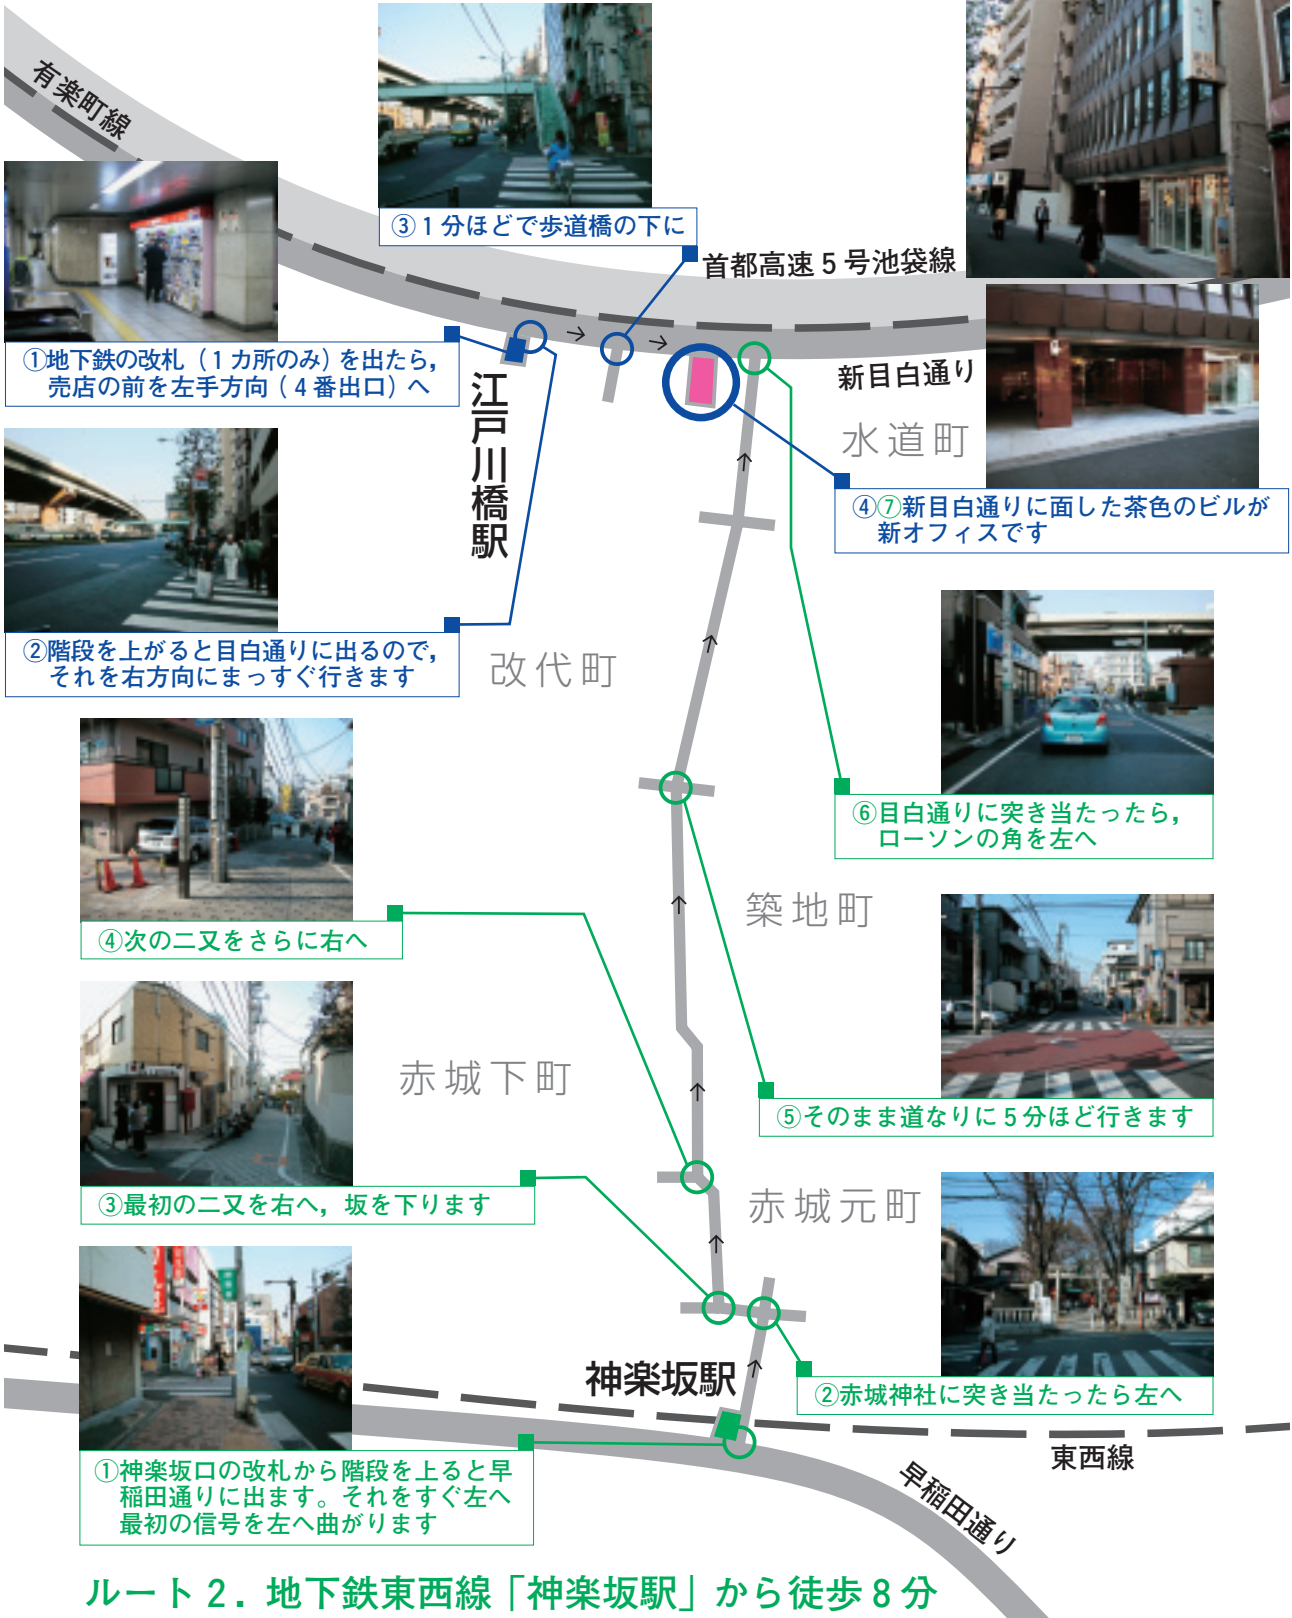 有楽町線
③1分ほどで歩道橋の下に
首都高速5号池袋線
①地下鉄の改札（1カ所のみ）を出たら，
売店の前を左手方向（4番出口）へ
江戸川橋駅
新目白通り
水道町
④⑦新目白通りに面した茶色のビルが
新オフィスです
②階段を上がると目白通りに出るので，
それを右方向にまっすぐ行きます
改代町
⑥目白通りに突き当たったら，
ローソンの角を左へ
築地町
④次の二又をさらに右へ
赤城下町
⑤そのまま道なりに5分ほど行きます
③最初の二又を右へ，坂を下ります
赤城元町
神楽坂駅
②赤城神社に突き当たったら左へ
東西線
①神楽坂口の改札から階段を上ると早
稲田通りに出ます。それをすぐ左へ
最初の信号を左へ曲がります
早稲田通り
ルート2．地下鉄東西線「神楽坂駅」から徒歩8分